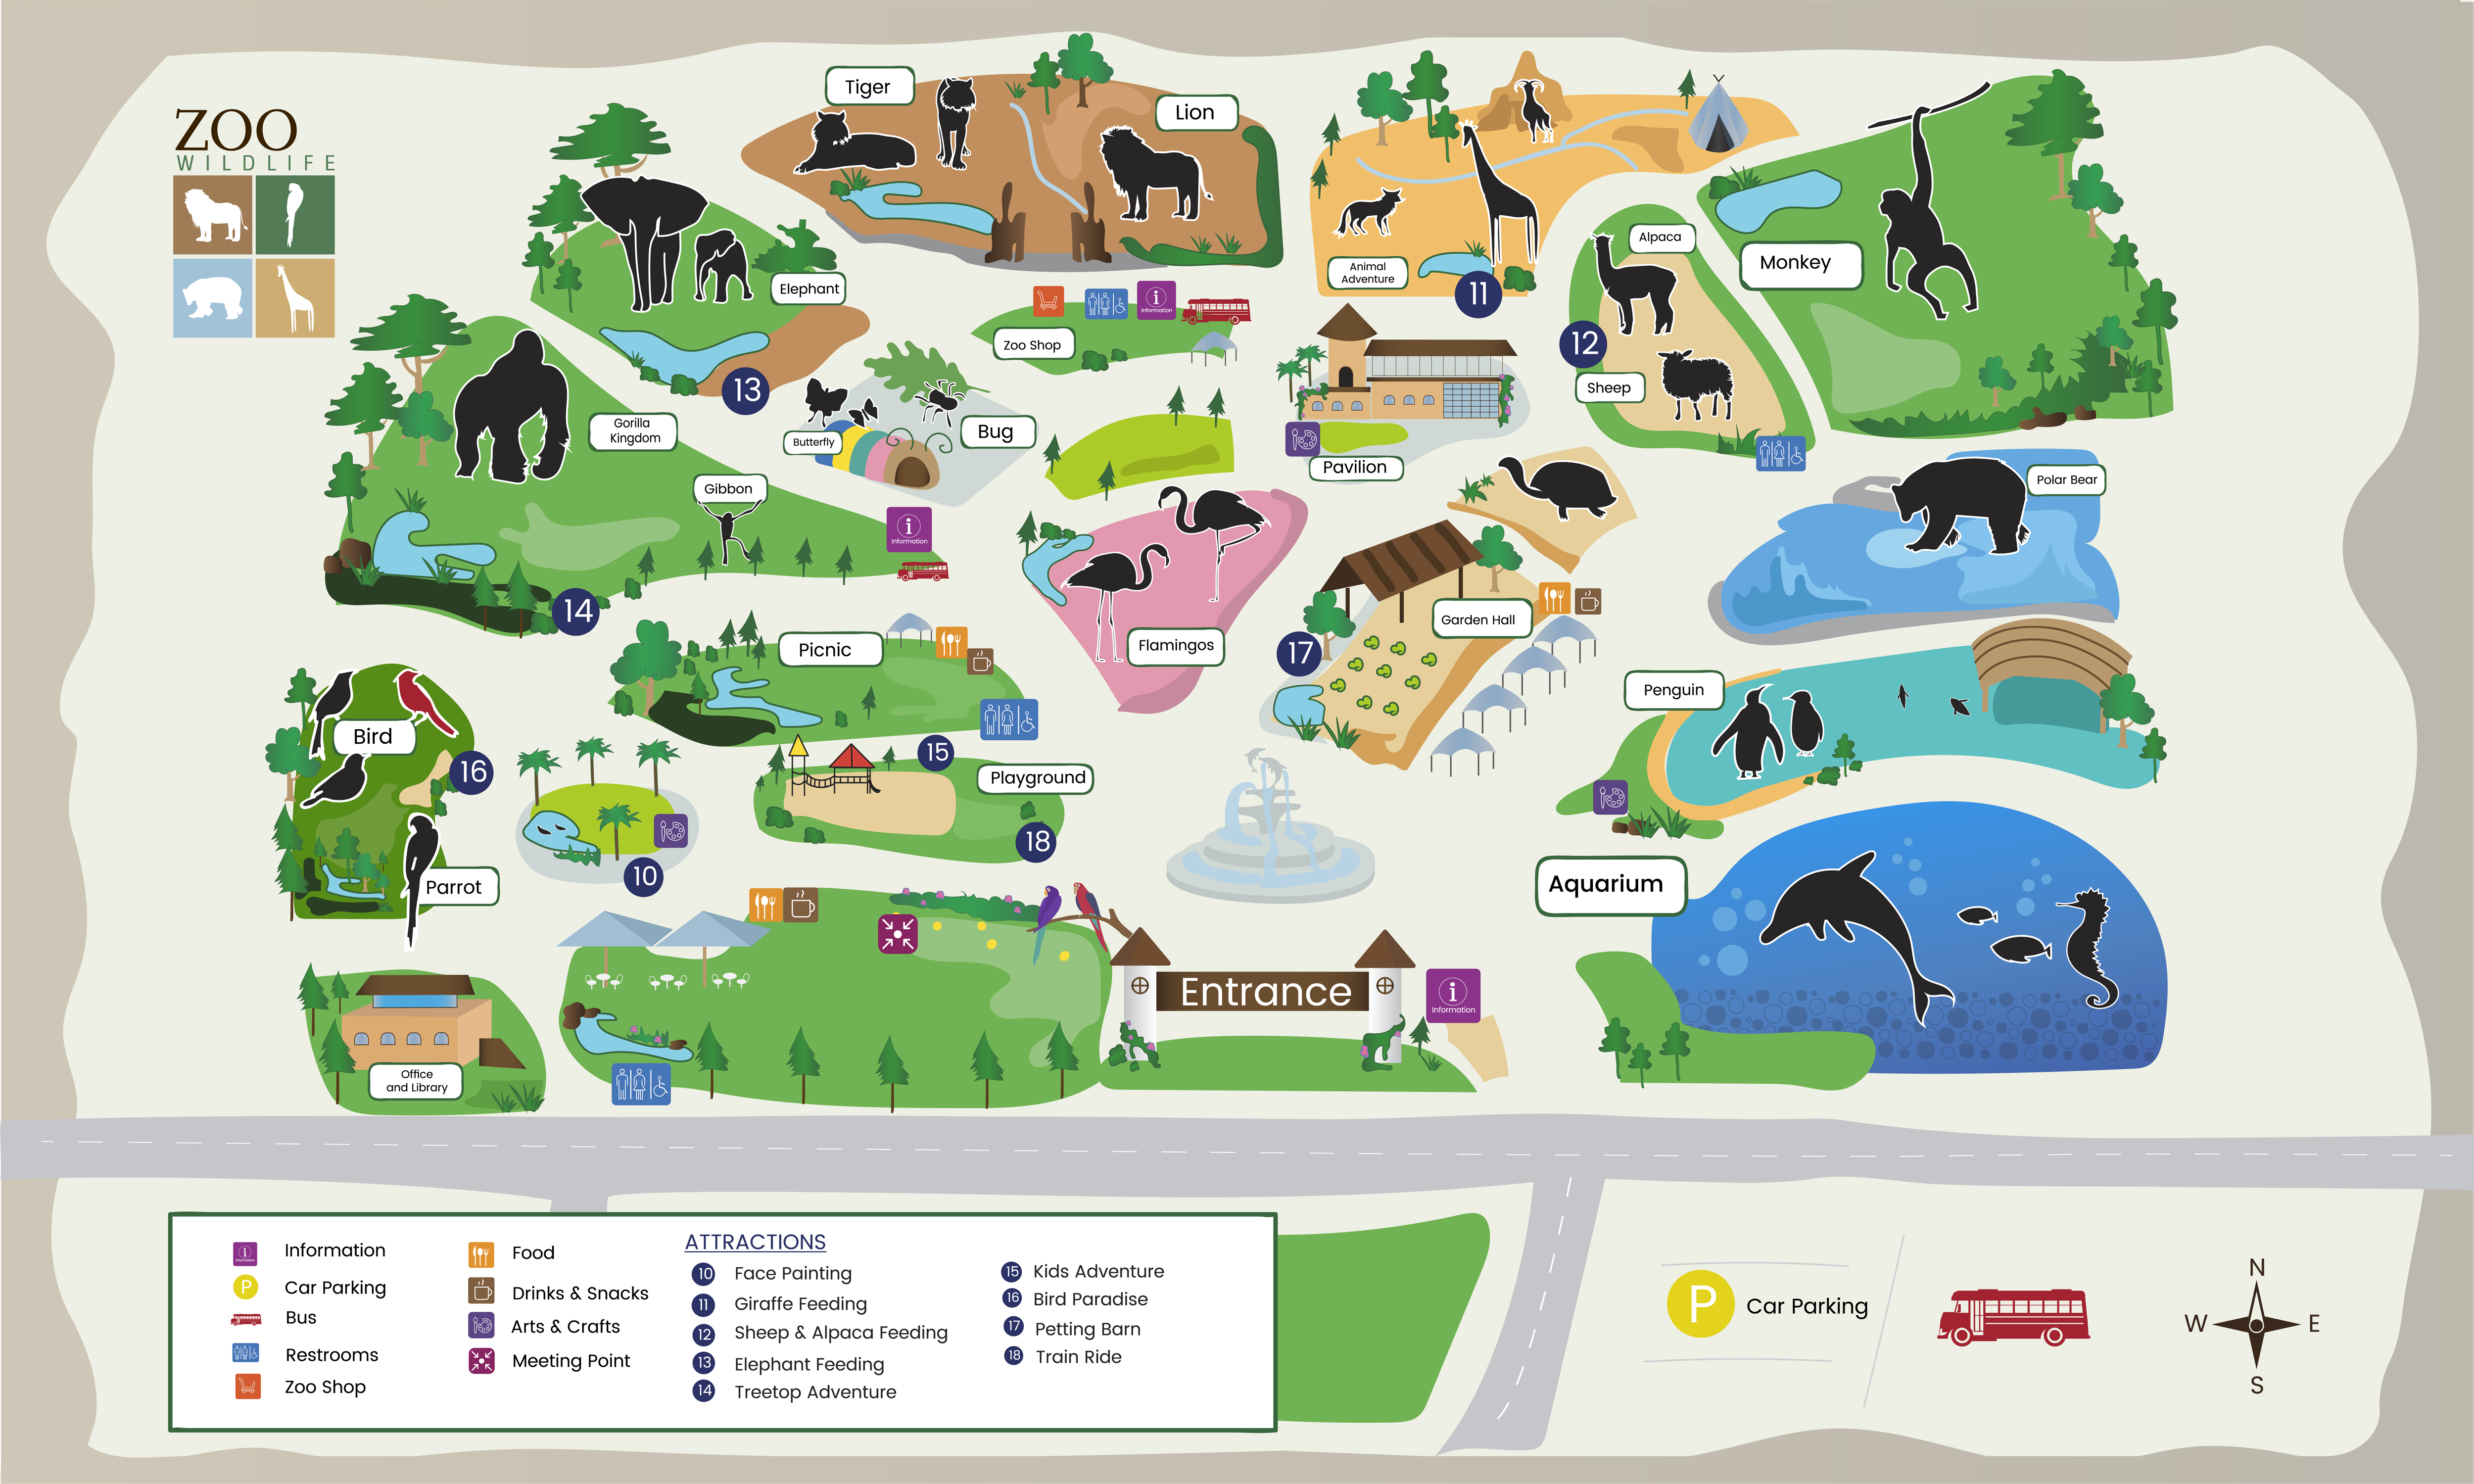 ZOO
WILDLIFE
Tiger
Lion
Elephant
Animal
Adventure
11
Alpaca
Monkey
12
Sheep
Information
Zoo Shop
13
Gorilla
Kingdom
Butterfly
Bug
Pavilion
Gibbon
Information
Polar Bear
14
Picnic
Flamingos
Garden Hall
17
Penguin
Bird
16
15
Playground
18
10
Parrot
Aquarium
Entrance
Information
Office
and Library
Information
P
Car Parking
Bus
Restrooms
Zoo Shop
Food
Drinks & Snacks
Arts & Crafts
Meeting Point
ATTRACTIONS
10 Face Painting
11 Giraffe Feeding
12 Sheep & Alpaca Feeding
13 Elephant Feeding
14 Treetop Adventure
15 Kids Adventure
16 Bird Paradise
17 Petting Barn
18 Train Ride
P Car Parking
N
W
E
S